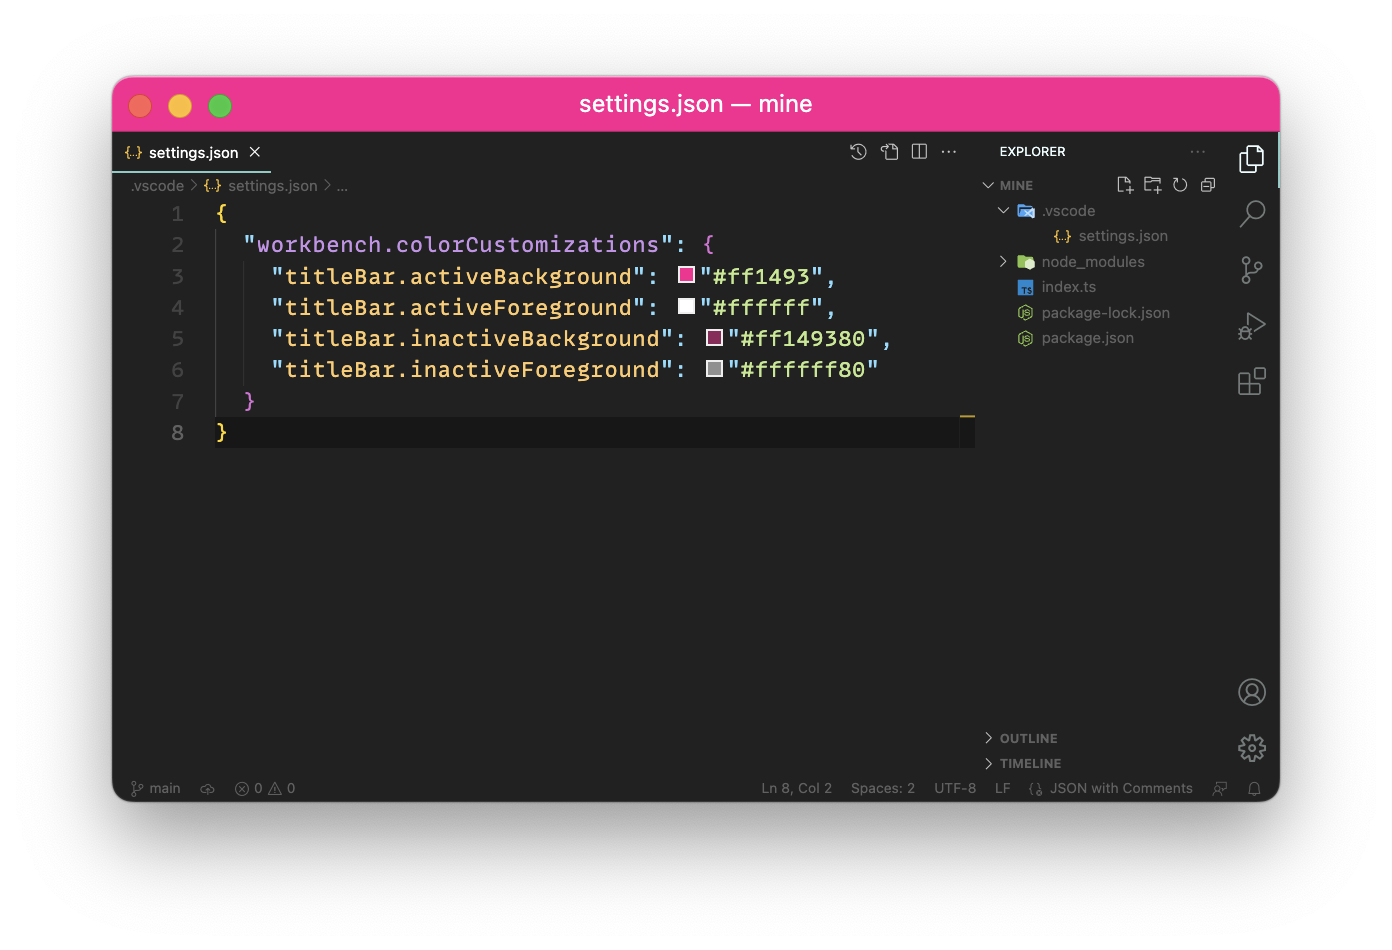 settings.json — mine
settings.json
.vscode > settings.json > ...
1 {
2 "workbench.colorCustomizations": {
3 "titleBar.activeBackground": "#ff1493",
4 "titleBar.activeForeground": "#ffffff",
5 "titleBar.inactiveBackground": "#ff149380",
6 "titleBar.inactiveForeground": "#ffffff80"
7 }
8 }
EXPLORER
MINE
.vscode
{..} settings.json
node_modules
TS index.ts
JS package-lock.json
JS package.json
OUTLINE
TIMELINE
main 0 0
Ln 8, Col 2 Spaces: 2 UTF-8 LF JSON with Comments